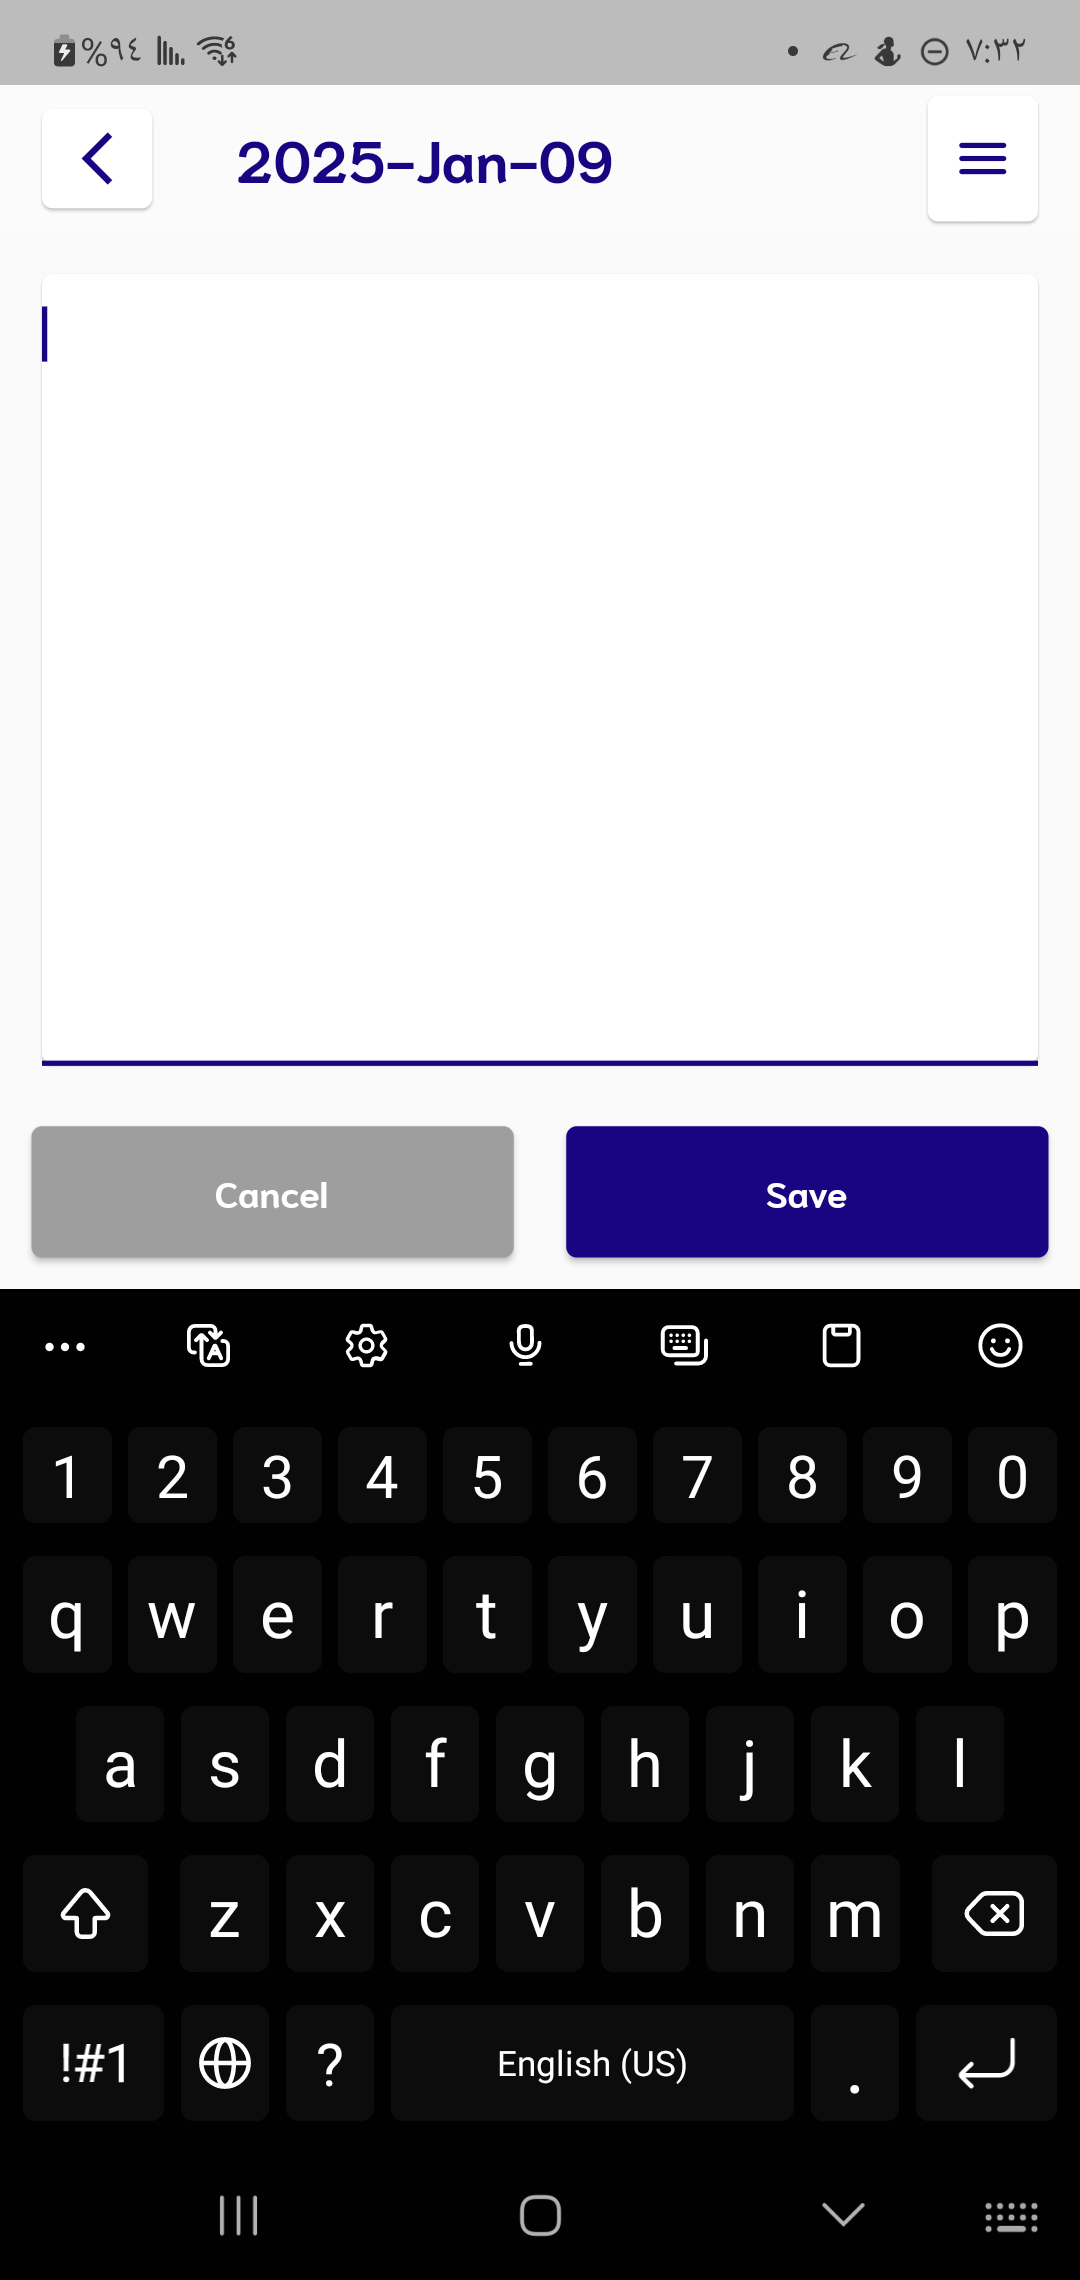 %٩٤ ٧:٣٢
2025-Jan-09
Cancel Save
1 2 3 4 5 6 7 8 9 0
q w e r t y u i o p
a s d f g h j k l
z x c v b n m
!#1 ? English (US) .